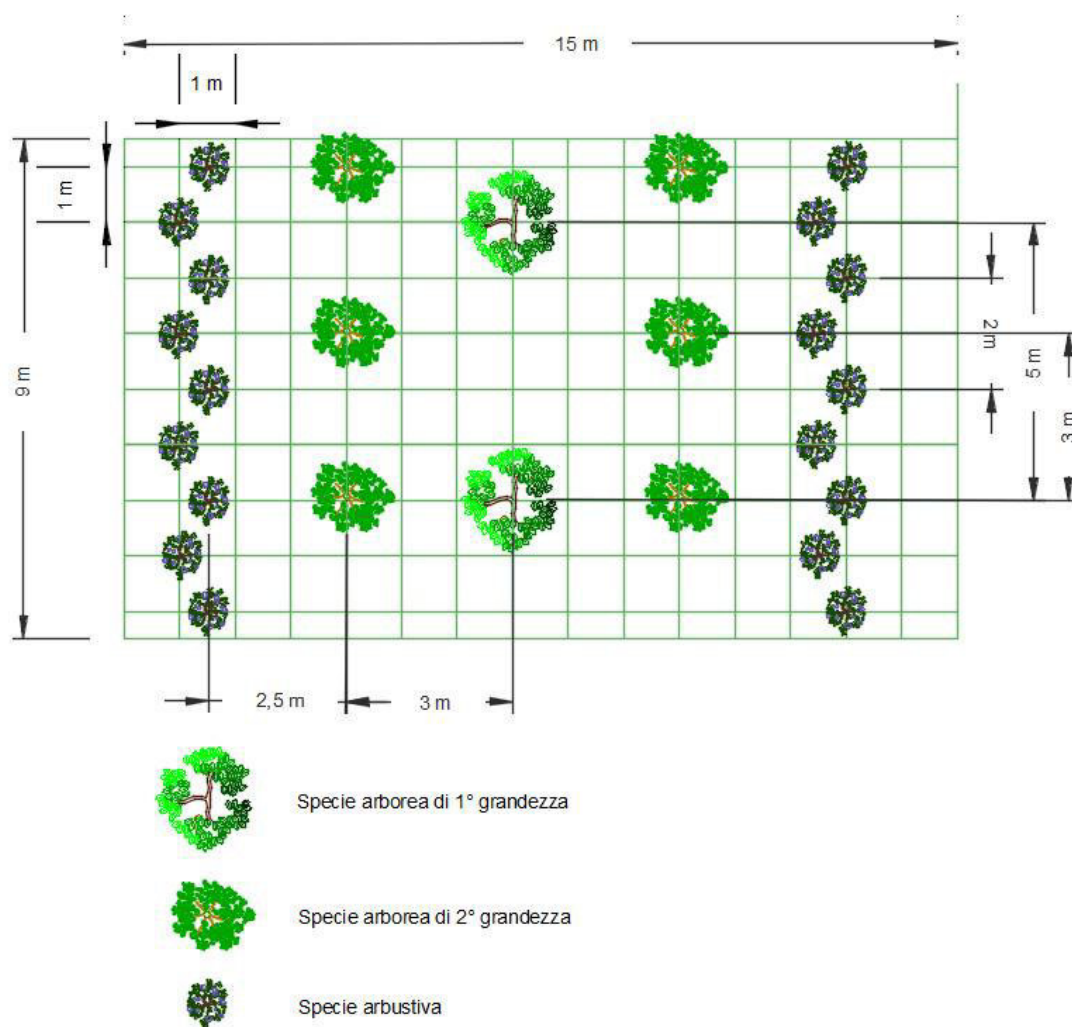 15 m
1 m
1 m
9 m
2 m
5 m
3 m
2,5 m
3 m
Specie arborea di 1° grandezza
Specie arborea di 2° grandezza
Specie arbustiva